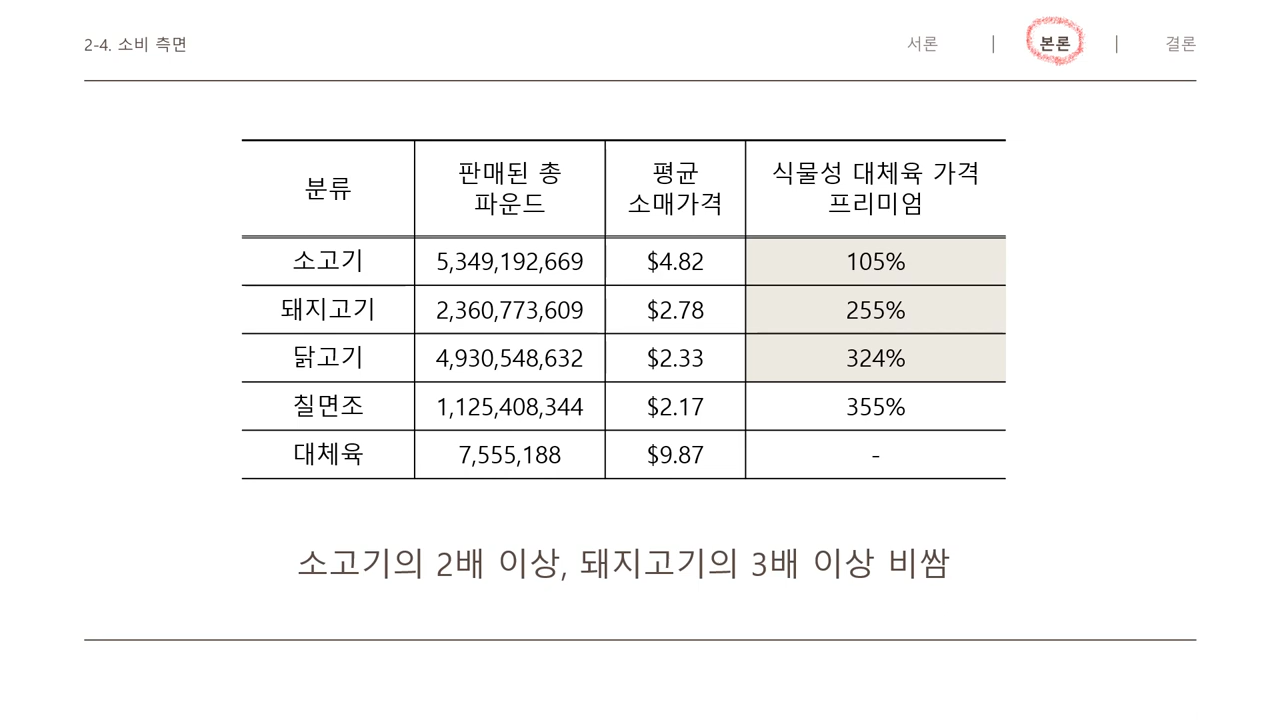 2-4. 소비 측면
서론 | 본론 | 결론
분류
판매된 총
파운드
평균
소매가격
식물성 대체육 가격
프리미엄
소고기 5,349,192,669 $4.82 105%
돼지고기 2,360,773,609 $2.78 255%
닭고기 4,930,548,632 $2.33 324%
칠면조 1,125,408,344 $2.17 355%
대체육 7,555,188 $9.87 -
소고기의 2배 이상, 돼지고기의 3배 이상 비쌈